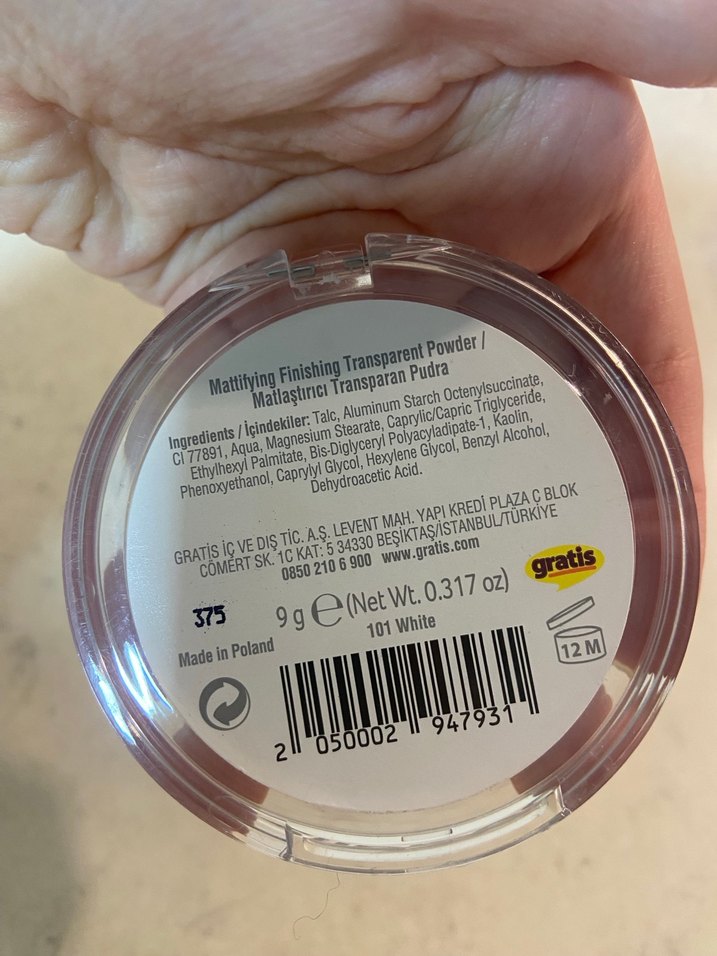 Mattifying Finishing Transparent Powder /
Matlaştırıcı Transparan Pudra
Ingredients / İçindekiler: Talc, Aluminum Starch Octenylsuccinate,
CI 77891, Aqua, Magnesium Stearate, Caprylic/Capric Triglyceride,
Ethylhexyl Palmitate, Bis-Diglyceryl Polyacyladipate-1, Kaolin,
Phenoxyethanol, Caprylyl Glycol, Hexylene Glycol, Benzyl Alcohol,
Dehydroacetic Acid.
GRATİS İÇ VE DIŞ TİC. A.Ş. LEVENT MAH. YAPI KREDİ PLAZA Ç BLOK
CÖMERT SK. 1C KAT: 5 34330 BEŞİKTAŞ/İSTANBUL/TÜRKİYE
0850 210 6 900 www.gratis.com
gratis
375
9 g e (Net Wt. 0.317 oz)
101 White
Made in Poland
12 M
2 050002 947931